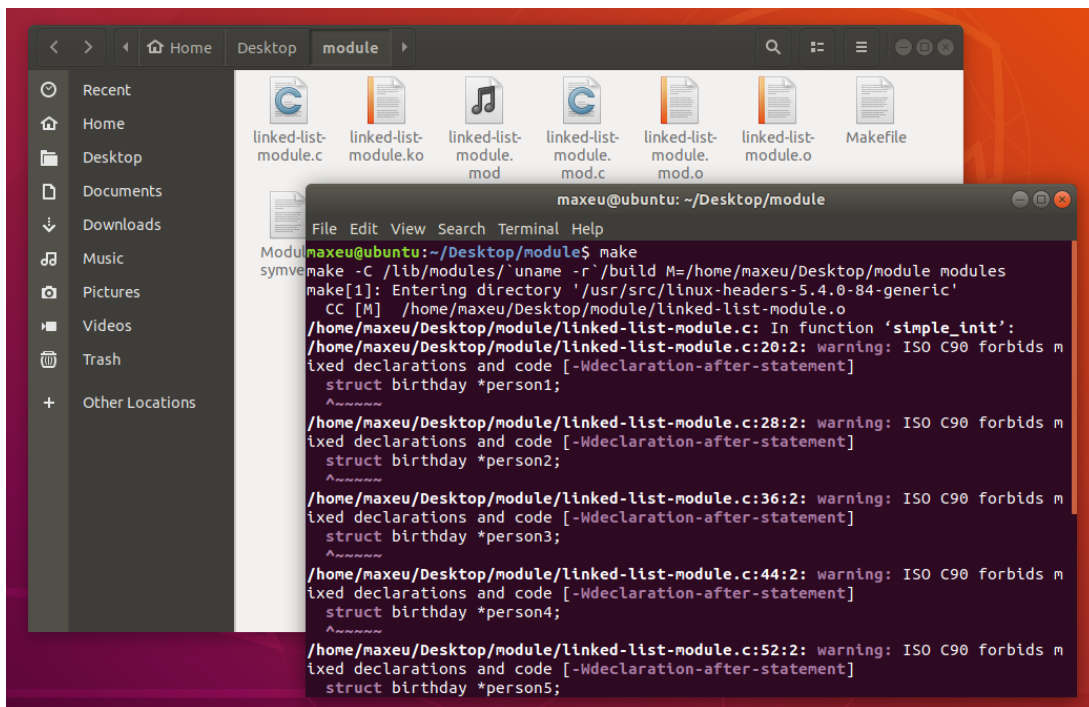 Home Desktop module
Recent
Home
Desktop
Documents
Downloads
Music
Pictures
Videos
Trash
Other Locations
linked-list-module.c
linked-list-module.ko
linked-list-module.mod
linked-list-module.mod.c
linked-list-module.mod.o
linked-list-module.o
Makefile
Modul
symve
maxeu@ubuntu: ~/Desktop/module
File Edit View Search Terminal Help
maxeu@ubuntu:~/Desktop/module$ make
make -C /lib/modules/`uname -r`/build M=/home/maxeu/Desktop/module modules
make[1]: Entering directory '/usr/src/linux-headers-5.4.0-84-generic'
CC [M] /home/maxeu/Desktop/module/linked-list-module.o
/home/maxeu/Desktop/module/linked-list-module.c: In function ‘simple_init’:
/home/maxeu/Desktop/module/linked-list-module.c:20:2: warning: ISO C90 forbids m
ixed declarations and code [-Wdeclaration-after-statement]
struct birthday *person1;
^~~~~~
/home/maxeu/Desktop/module/linked-list-module.c:28:2: warning: ISO C90 forbids m
ixed declarations and code [-Wdeclaration-after-statement]
struct birthday *person2;
^~~~~~
/home/maxeu/Desktop/module/linked-list-module.c:36:2: warning: ISO C90 forbids m
ixed declarations and code [-Wdeclaration-after-statement]
struct birthday *person3;
^~~~~~
/home/maxeu/Desktop/module/linked-list-module.c:44:2: warning: ISO C90 forbids m
ixed declarations and code [-Wdeclaration-after-statement]
struct birthday *person4;
^~~~~~
/home/maxeu/Desktop/module/linked-list-module.c:52:2: warning: ISO C90 forbids m
ixed declarations and code [-Wdeclaration-after-statement]
struct birthday *person5;